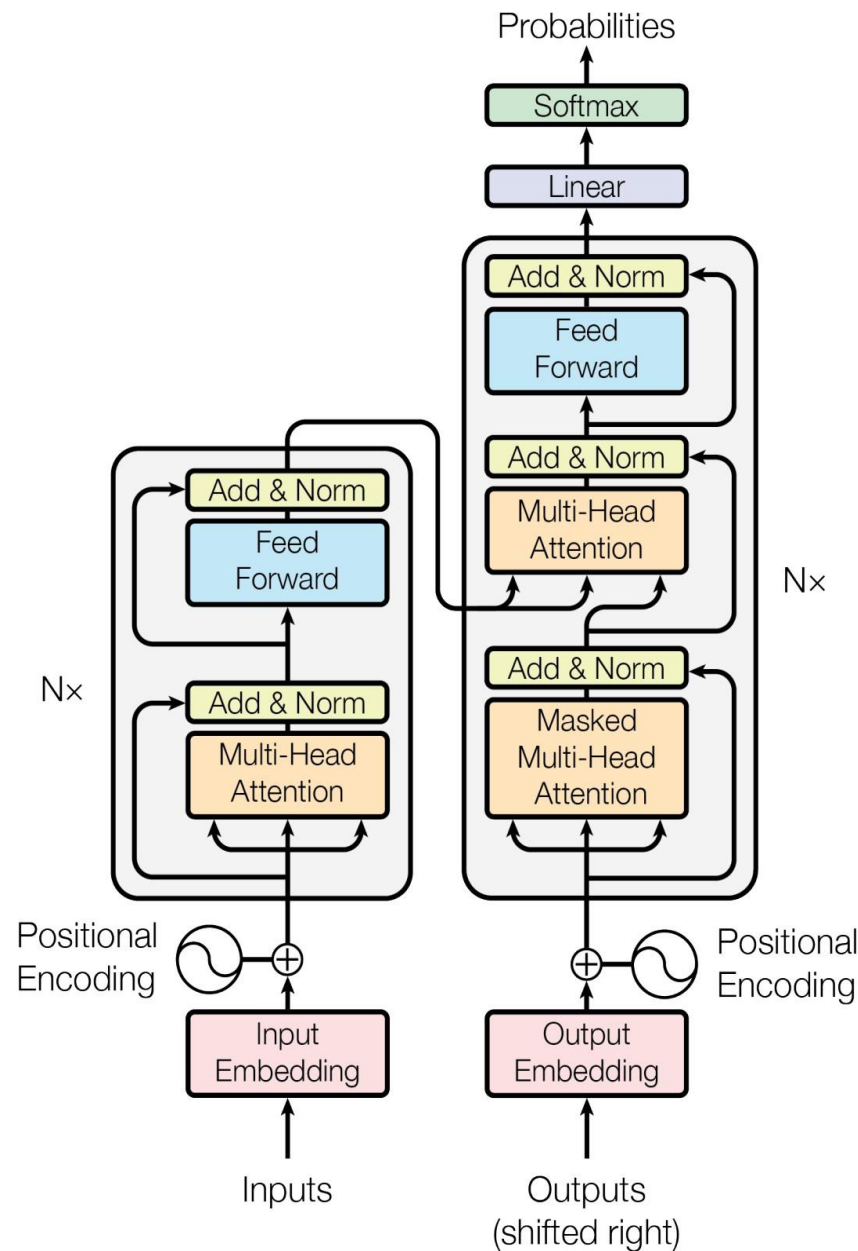 Probabilities
Softmax
Linear
Add & Norm
Feed
Forward
Add & Norm
Multi-Head
Attention
Add & Norm
Masked
Multi-Head
Attention
Nx
Add & Norm
Feed
Forward
Add & Norm
Multi-Head
Attention
Nx
Positional
Encoding
Positional
Encoding
Input
Embedding
Output
Embedding
Inputs
Outputs
(shifted right)